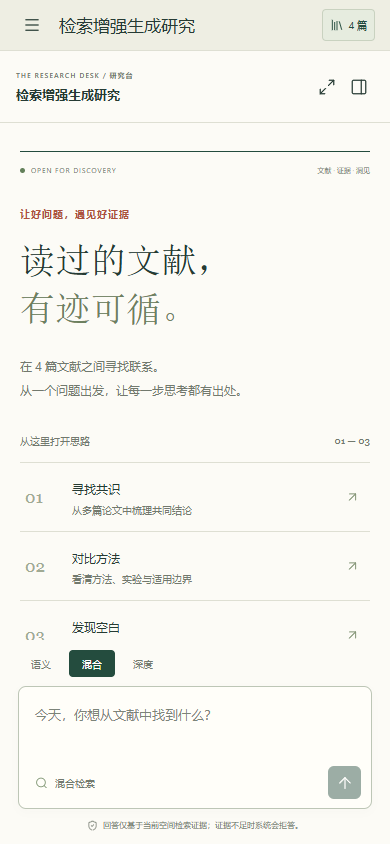 检索增强生成研究
4 篇
THE RESEARCH DESK / 研究台
检索增强生成研究
OPEN FOR DISCOVERY
文献 · 证据 · 洞见
让好问题，遇见好证据
读过的文献，
有迹可循。
在 4 篇文献之间寻找联系。
从一个问题出发，让每一步思考都有出处。
从这里打开思路
01 — 03
01
寻找共识
从多篇论文中梳理共同结论
02
对比方法
看清方法、实验与适用边界
03
发现空白
语义
混合
深度
今天，你想从文献中找到什么？
混合检索
回答仅基于当前空间检索证据；证据不足时系统会拒答。